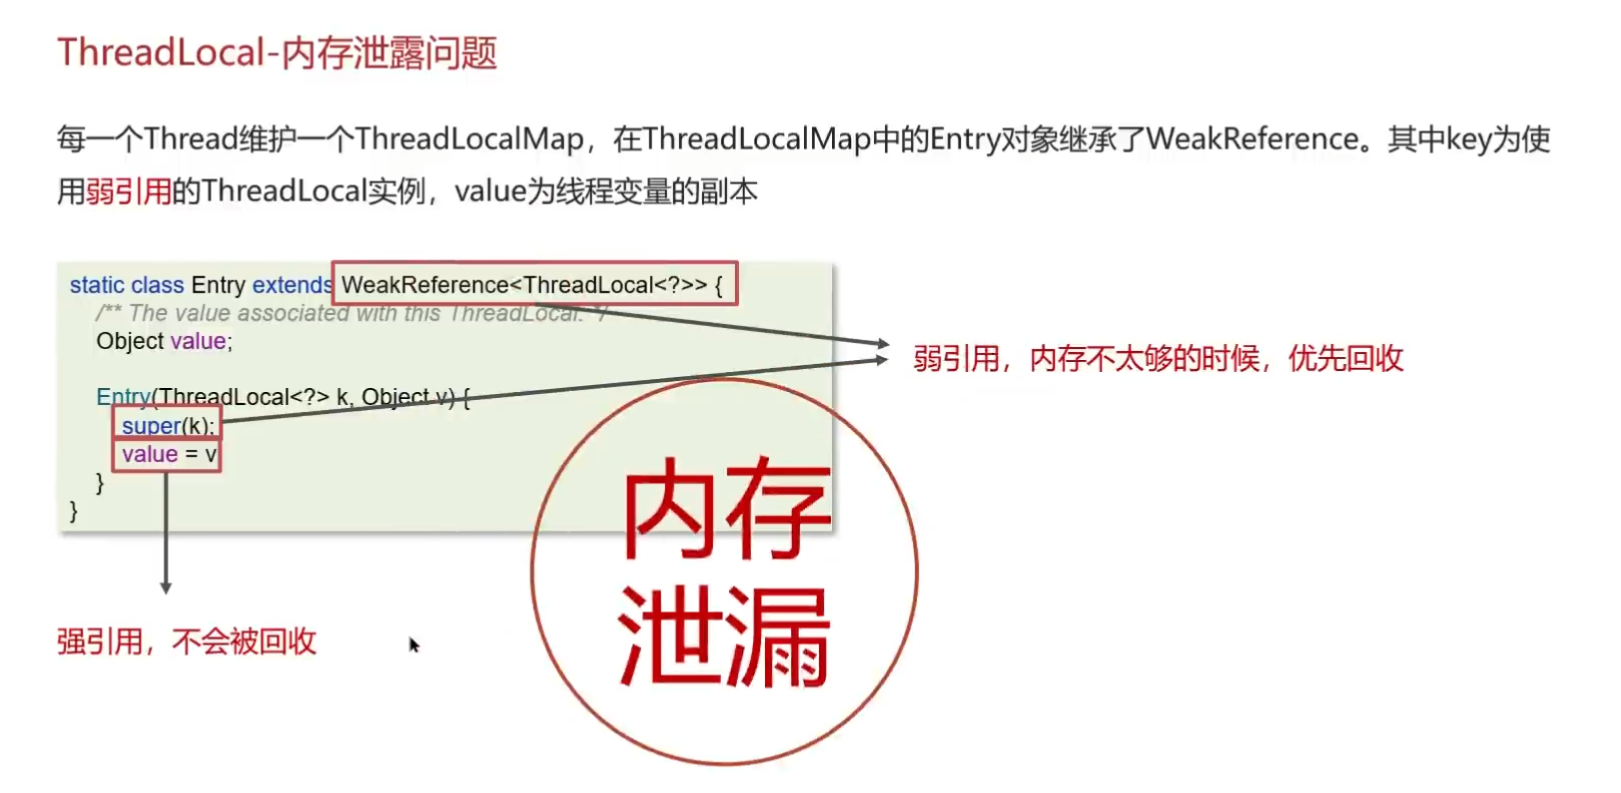 ThreadLocal-内存泄露问题
每一个Thread维护一个ThreadLocalMap，在ThreadLocalMap中的Entry对象继承了WeakReference。其中key为使
用弱引用的ThreadLocal实例，value为线程变量的副本
static class Entry extends WeakReference<ThreadLocal<?>> {
/** The value associated with this ThreadLocal. */
Object value;
弱引用，内存不太够的时候，优先回收
Entry(ThreadLocal<?> k, Object v) {
super(k);
value = v
}
}
内存
泄漏
强引用，不会被回收